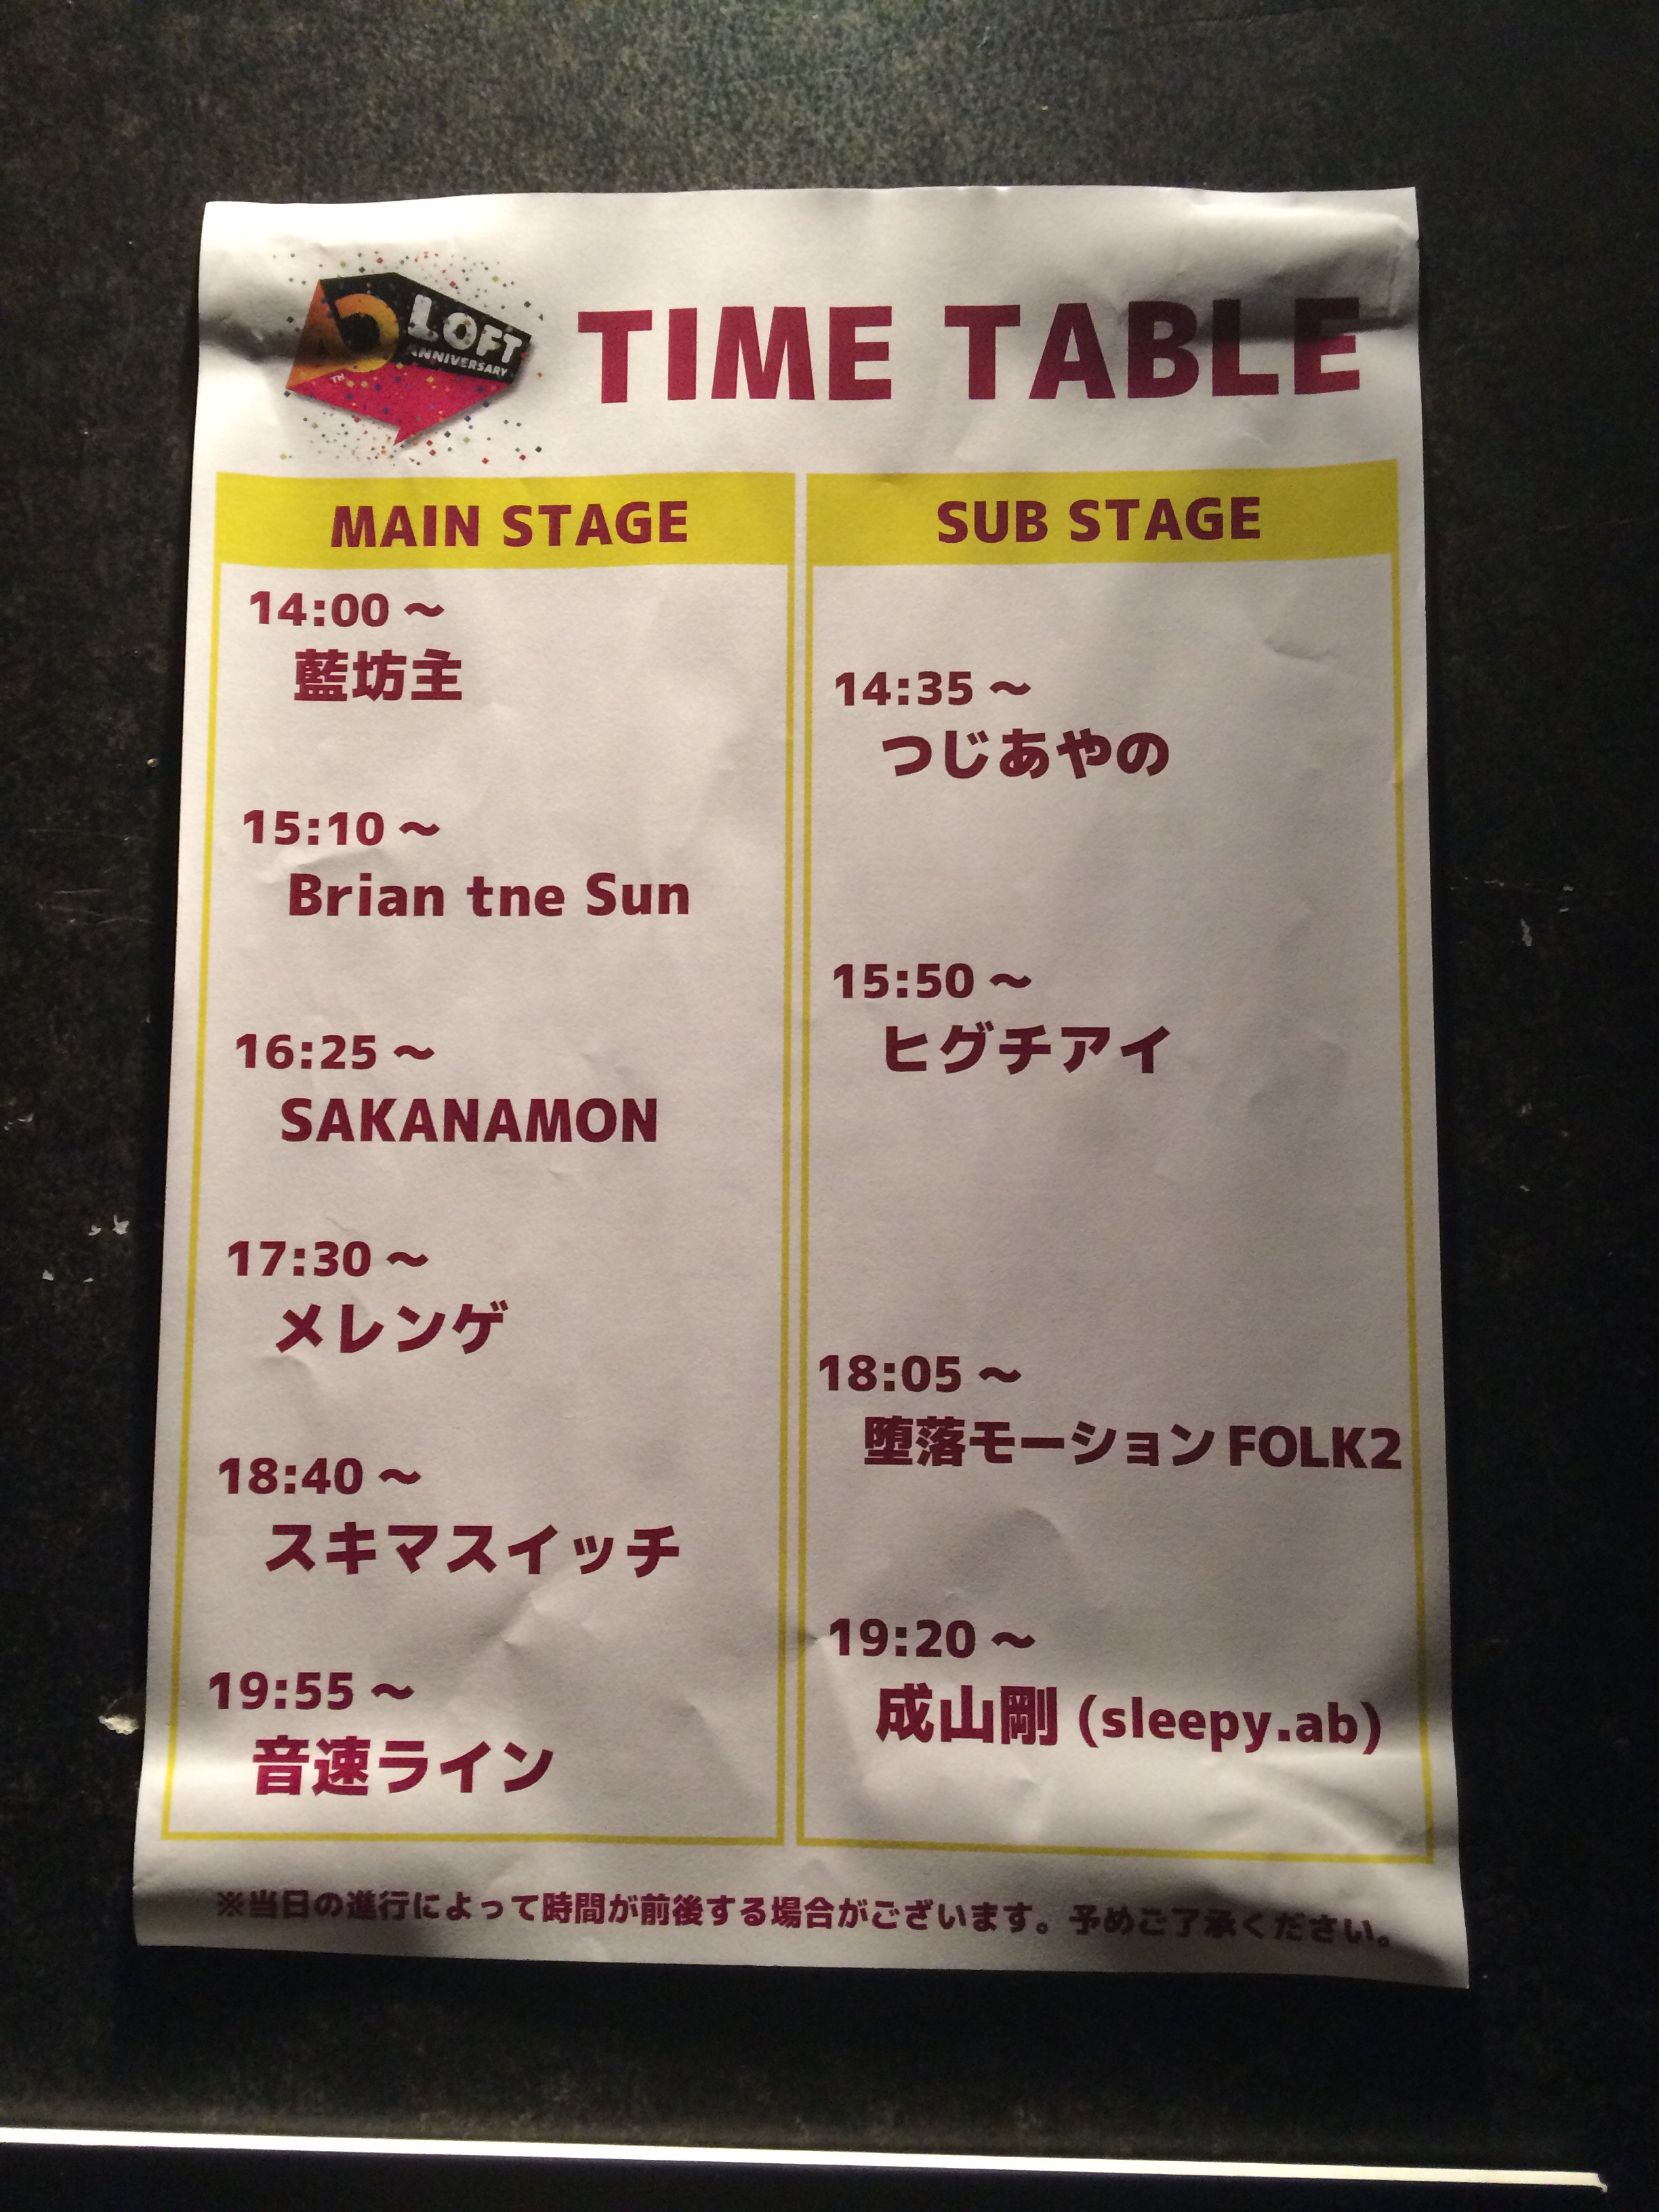 LOFT
ANNIVERSARY
TH
TIME TABLE
MAIN STAGE
14:00 ～
藍坊主
15:10 ～
Brian tne Sun
16:25 ～
SAKANAMON
17:30 ～
メレンゲ
18:40 ～
スキマスイッチ
19:55 ～
音速ライン
SUB STAGE
14:35 ～
つじあやの
15:50 ～
ヒグチアイ
18:05 ～
堕落モーションFOLK2
19:20 ～
成山剛 (sleepy.ab)
※当日の進行によって時間が前後する場合がございます。予めご了承ください。